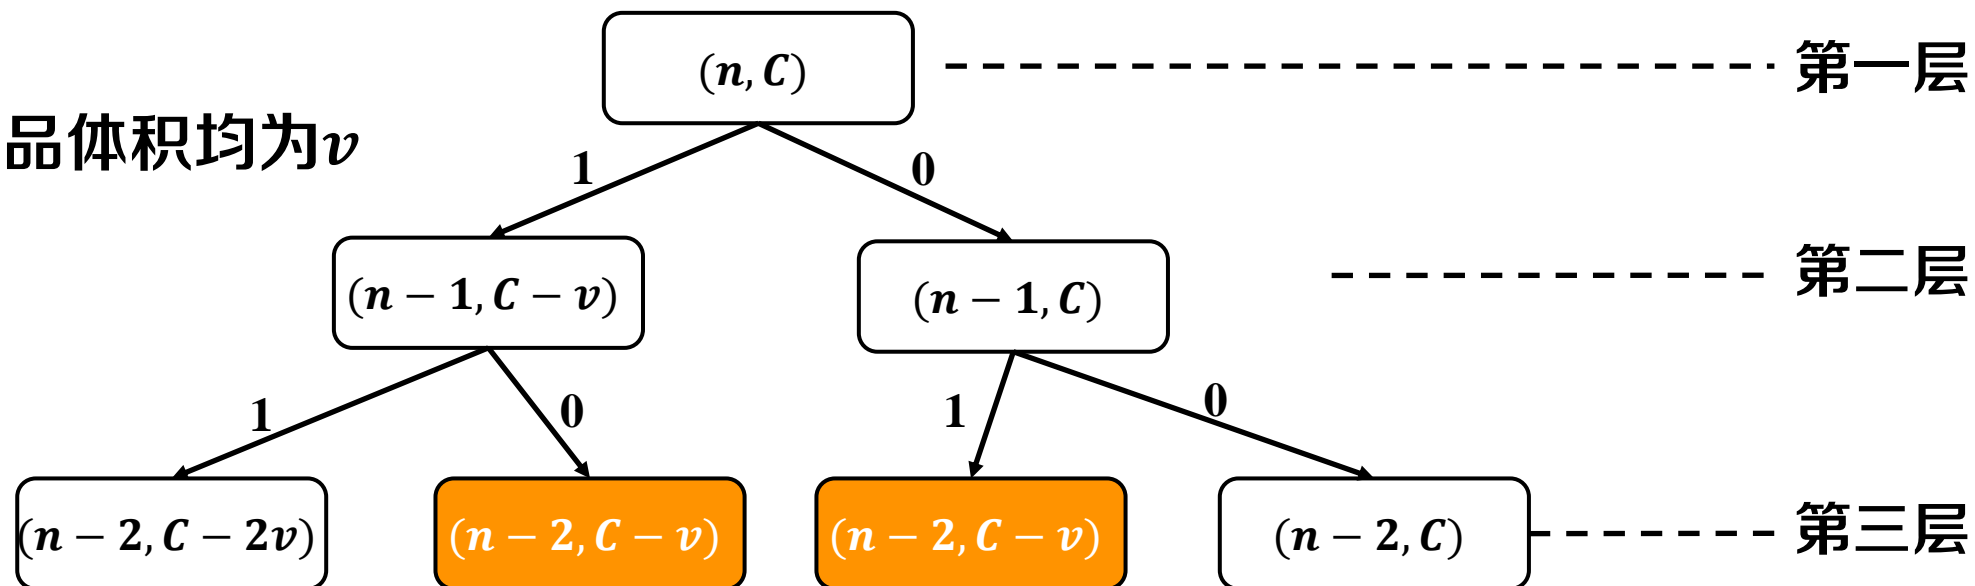 (n, C)
第一层
品体积均为v
1
0
(n − 1, C − v)
(n − 1, C)
第二层
1
0
1
0
(n − 2, C − 2v)
(n − 2, C − v)
(n − 2, C − v)
(n − 2, C)
第三层